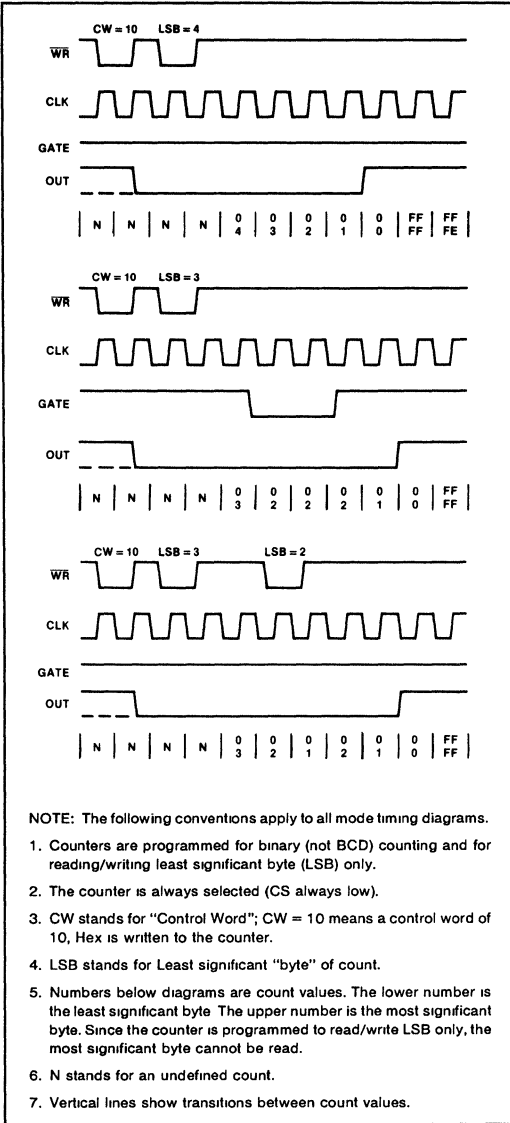 CW = 10 LSB = 4
WR
CLK
GATE
OUT
N N N N 0 0 0 0 0 FF FF
4 3 2 1 0 FF FE
CW = 10 LSB = 3
WR
CLK
GATE
OUT
N N N N 0 0 0 0 0 0 FF
3 2 2 2 1 0 FF
CW = 10 LSB = 3 LSB = 2
WR
CLK
GATE
OUT
N N N N 0 0 0 0 0 0 FF
3 2 1 2 1 0 FF
NOTE: The following conventions apply to all mode timing diagrams.
1. Counters are programmed for binary (not BCD) counting and for
reading/writing least significant byte (LSB) only.
2. The counter is always selected (CS always low).
3. CW stands for “Control Word”; CW = 10 means a control word of
10, Hex is written to the counter.
4. LSB stands for Least significant “byte” of count.
5. Numbers below diagrams are count values. The lower number is
the least significant byte The upper number is the most significant
byte. Since the counter is programmed to read/write LSB only, the
most significant byte cannot be read.
6. N stands for an undefined count.
7. Vertical lines show transitions between count values.